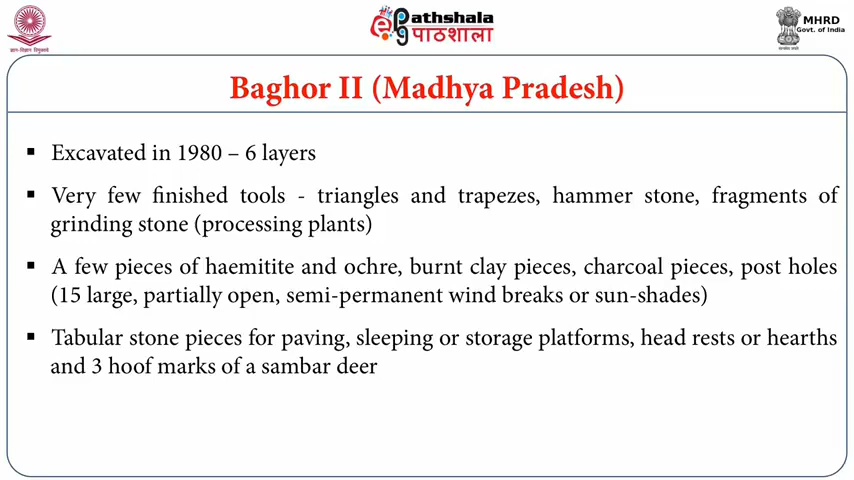 ePathshala
पाठशाला
MHRD
Govt. of India
Baghor II (Madhya Pradesh)
▪ Excavated in 1980 – 6 layers
▪ Very few finished tools - triangles and trapezes, hammer stone, fragments of
grinding stone (processing plants)
▪ A few pieces of haemitite and ochre, burnt clay pieces, charcoal pieces, post holes
(15 large, partially open, semi-permanent wind breaks or sun-shades)
▪ Tabular stone pieces for paving, sleeping or storage platforms, head rests or hearths
and 3 hoof marks of a sambar deer